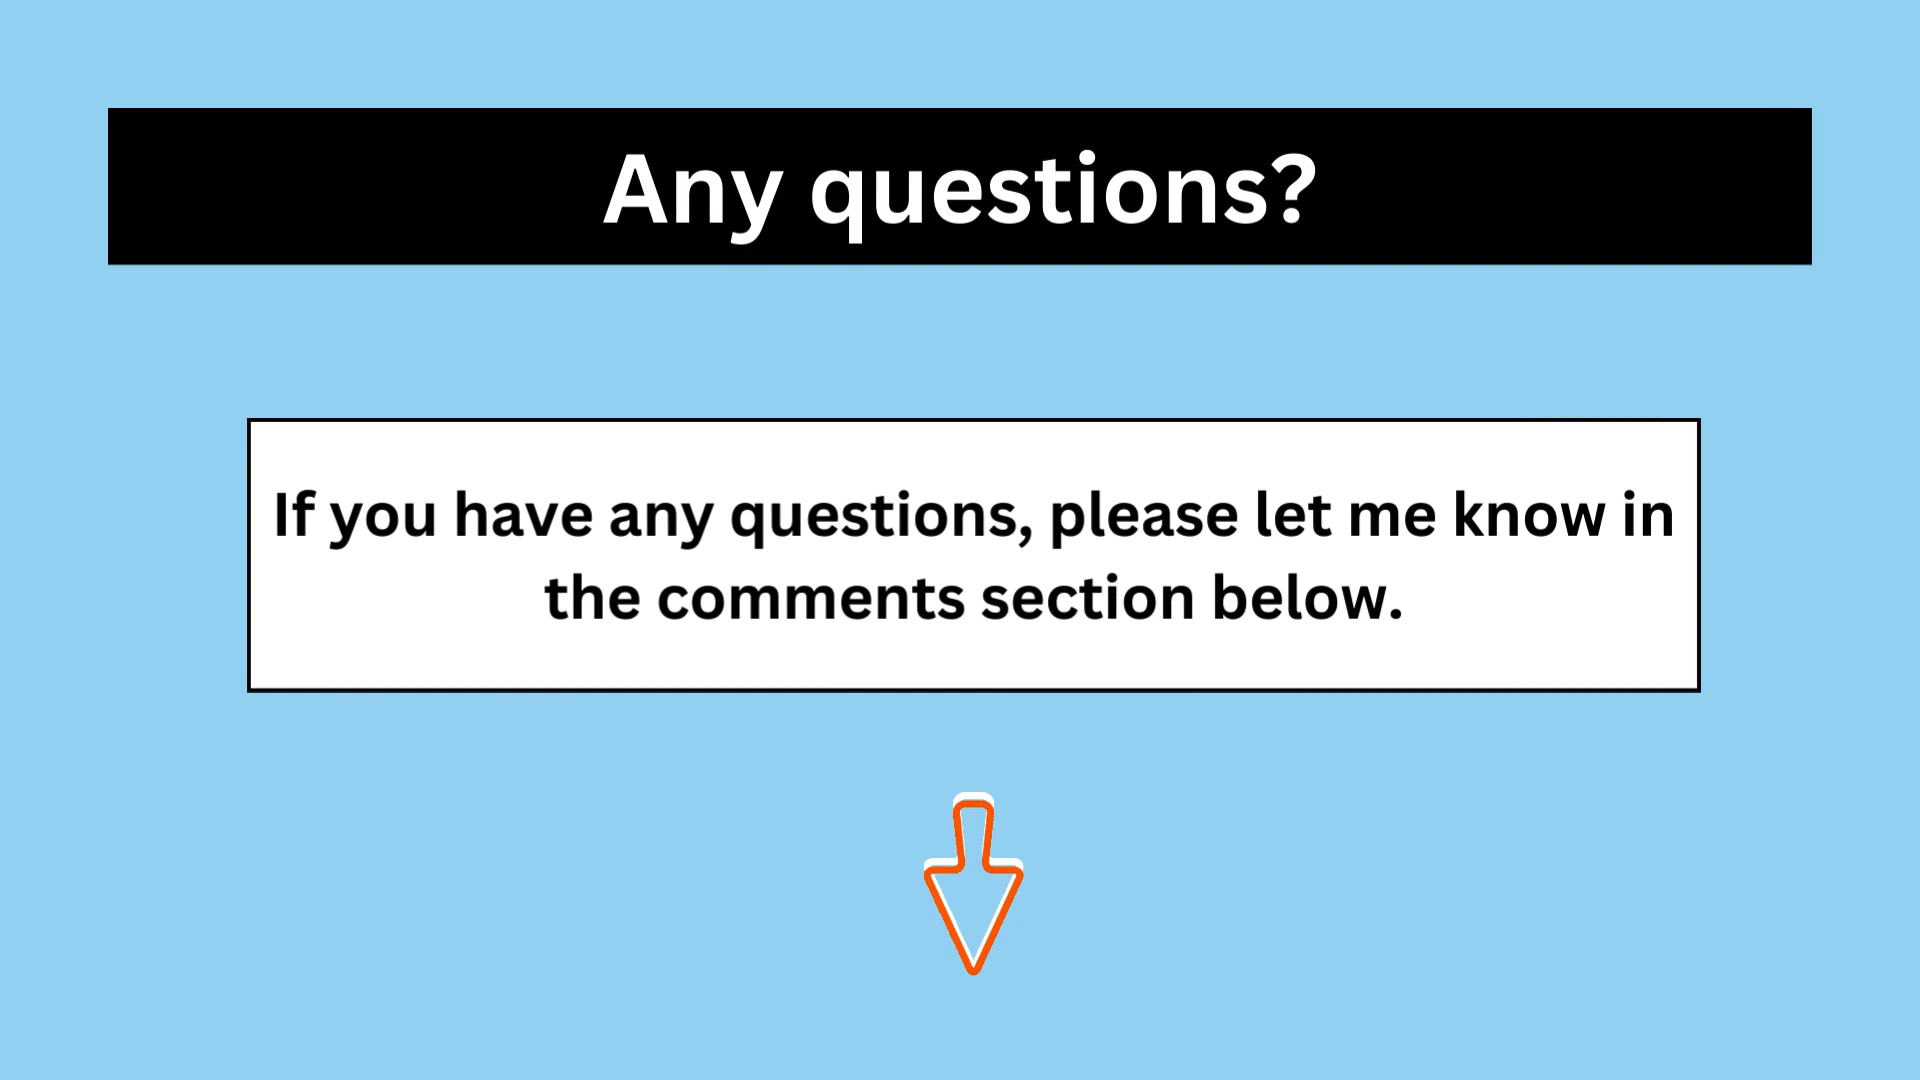 Any questions?
If you have any questions, please let me know in
the comments section below.